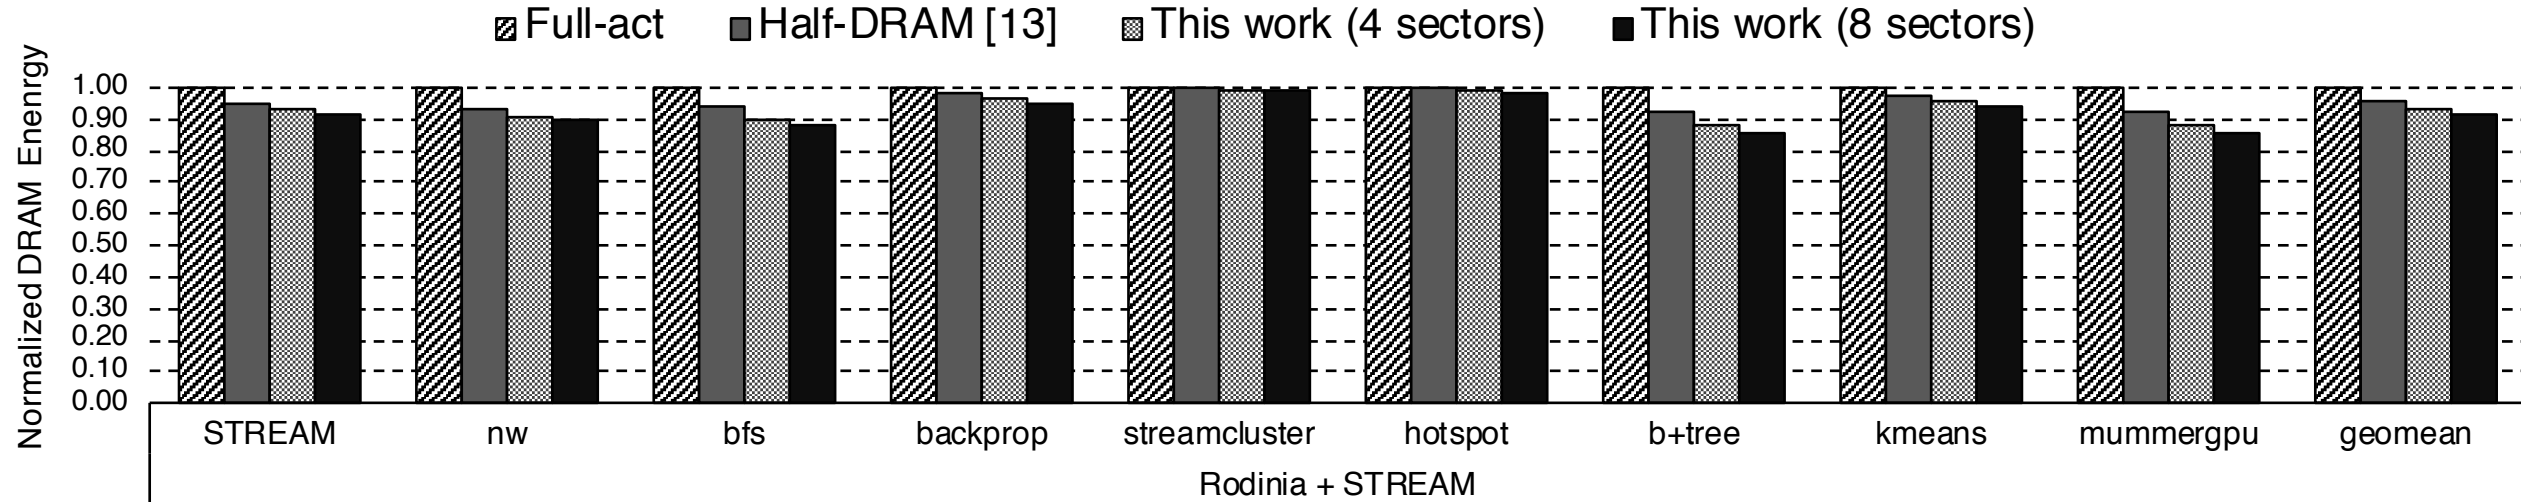 Full-act Half-DRAM [13] This work (4 sectors) This work (8 sectors)
Normalized DRAM Enenrgy
1.00
0.90
0.80
0.70
0.60
0.50
0.40
0.30
0.20
0.10
0.00
STREAM nw bfs backprop streamcluster hotspot b+tree kmeans mummergpu geomean
Rodinia + STREAM